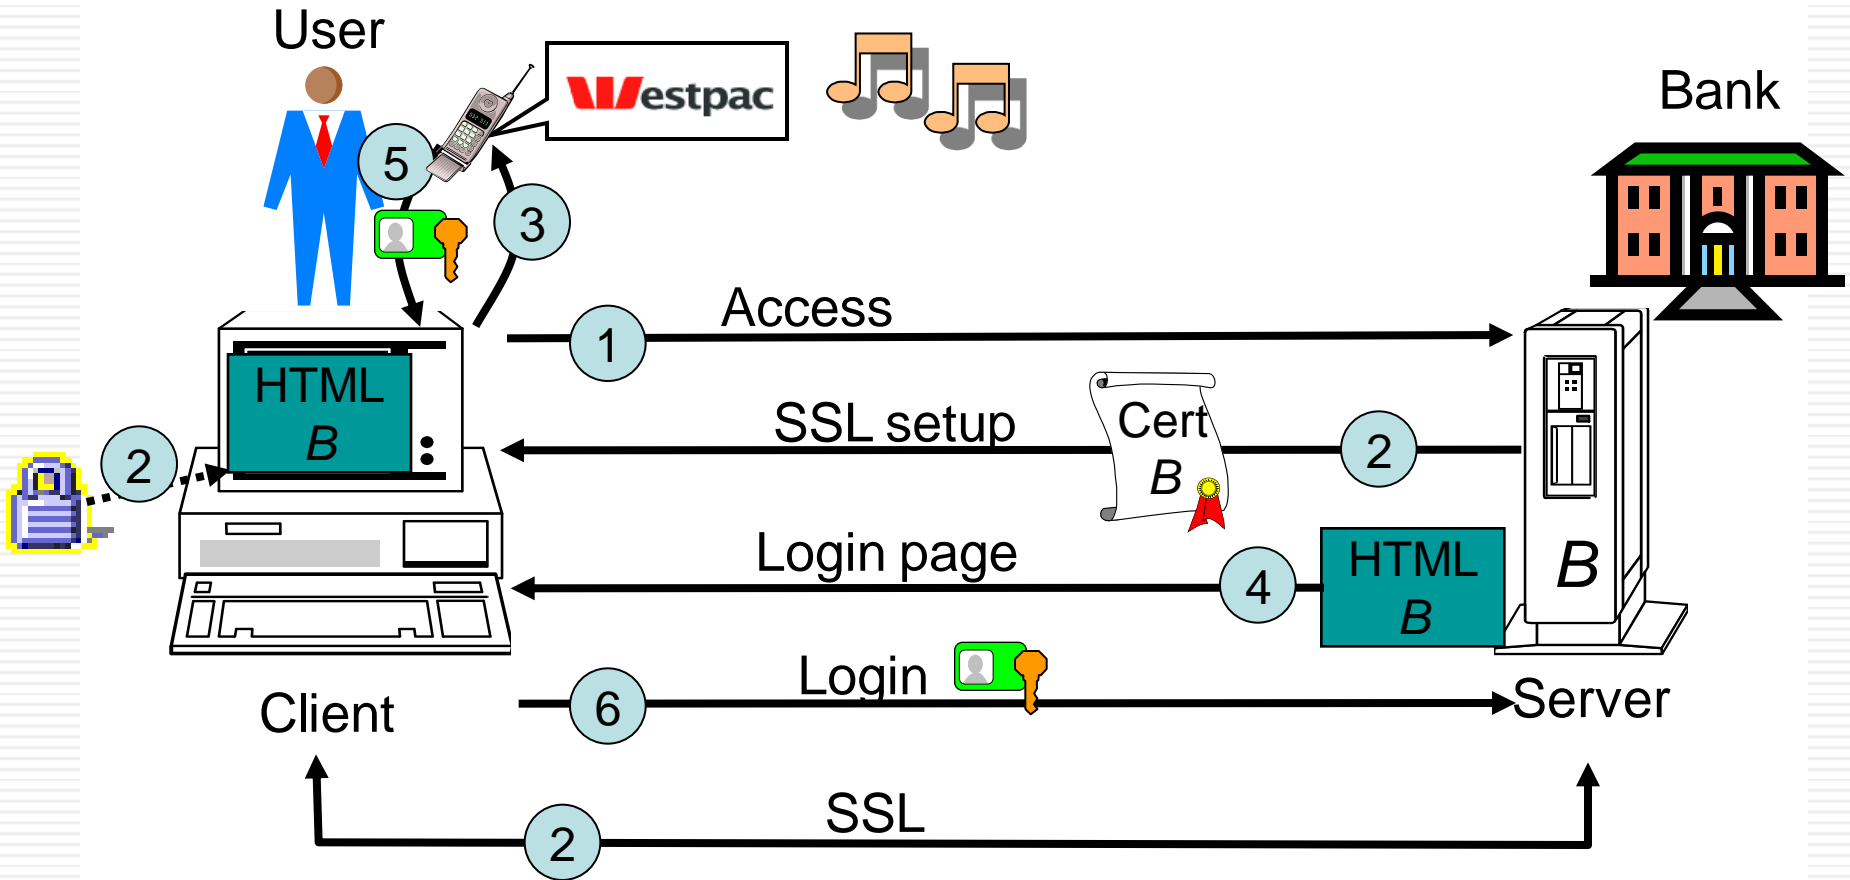 User
Westpac
Bank
5
3
Access
1
HTML
B
SSL setup
Cert
B
2
2
Login page
4
HTML
B
B
Login
6
Client
Server
SSL
2